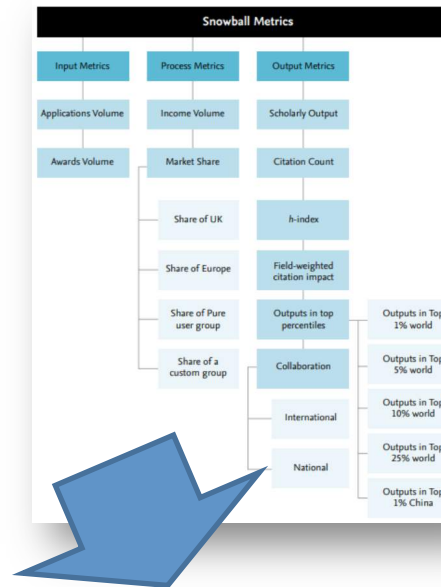 Snowball Metrics
Input Metrics
Process Metrics
Output Metrics
Applications Volume
Income Volume
Scholarly Output
Awards Volume
Market Share
Citation Count
Share of UK
h-index
Share of Europe
Field-weighted
citation impact
Share of Pure
user group
Outputs in top
percentiles
Outputs in Top
1% world
Share of a
custom group
Collaboration
Outputs in Top
5% world
International
Outputs in Top
10% world
National
Outputs in Top
25% world
Outputs in Top
1% China